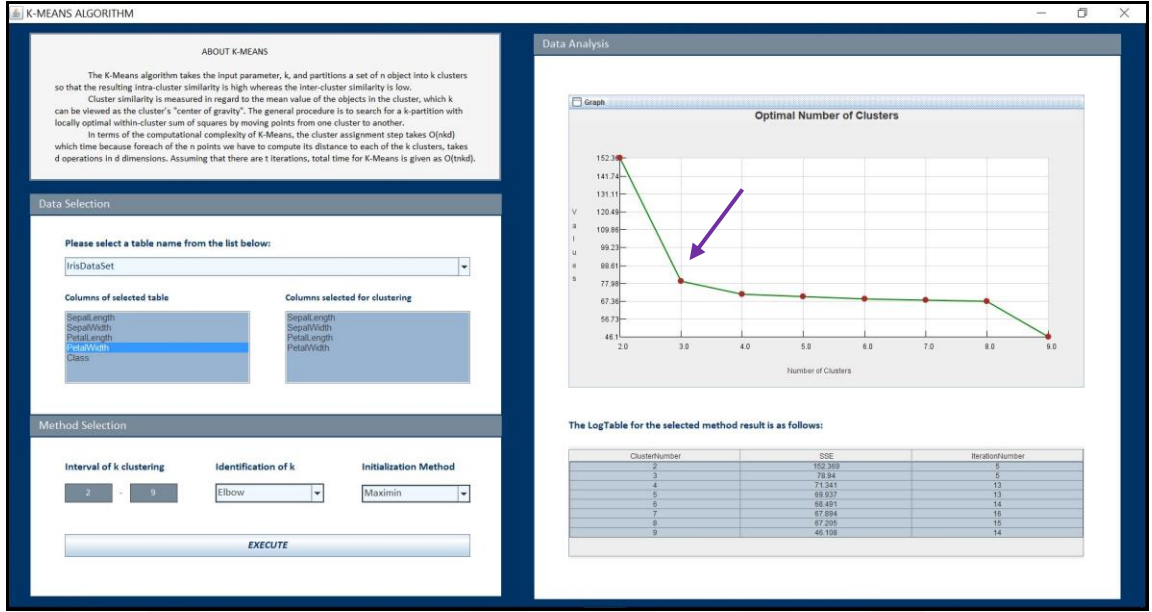 K-MEANS ALGORITHM
ABOUT K-MEANS
The K-Means algorithm takes the input parameter, k, and partitions a set of n object into k clusters
so that the resulting intra-cluster similarity is high whereas the inter-cluster similarity is low.
Cluster similarity is measured in regard to the mean value of the objects in the cluster, which k
can be viewed as the cluster's "center of gravity". The general procedure is to search for a k-partition with
locally optimal within-cluster sum of squares by moving points from one cluster to another.
In terms of the computational complexity of K-Means, the cluster assignment step takes O(nkd)
which time because foreach of the n points we have to compute its distance to each of the k clusters, takes
d operations in d dimensions. Assuming that there are t iterations, total time for K-Means is given as O(tnkd).
Data Selection
Please select a table name from the list below:
IrisDataSet
Columns of selected table
SepalLength
SepalWidth
PetalLength
PetalWidth
Class
Columns selected for clustering
SepalLength
SepalWidth
PetalLength
PetalWidth
Method Selection
Interval of k clustering
2 - 9
Identification of k
Elbow
Initialization Method
Maximin
EXECUTE
Data Analysis
Graph
Optimal Number of Clusters
Values
152.36
141.74
131.11
120.49
109.86
99.23
88.61
77.98
67.36
56.73
46.1
2.0 3.0 4.0 5.0 6.0 7.0 8.0 9.0
Number of Clusters
The LogTable for the selected method result is as follows:
ClusterNumber SSE IterationNumber
2 152.369 5
3 78.94 5
4 71.341 13
5 69.937 13
6 68.491 14
7 67.894 16
8 67.205 15
9 46.108 14